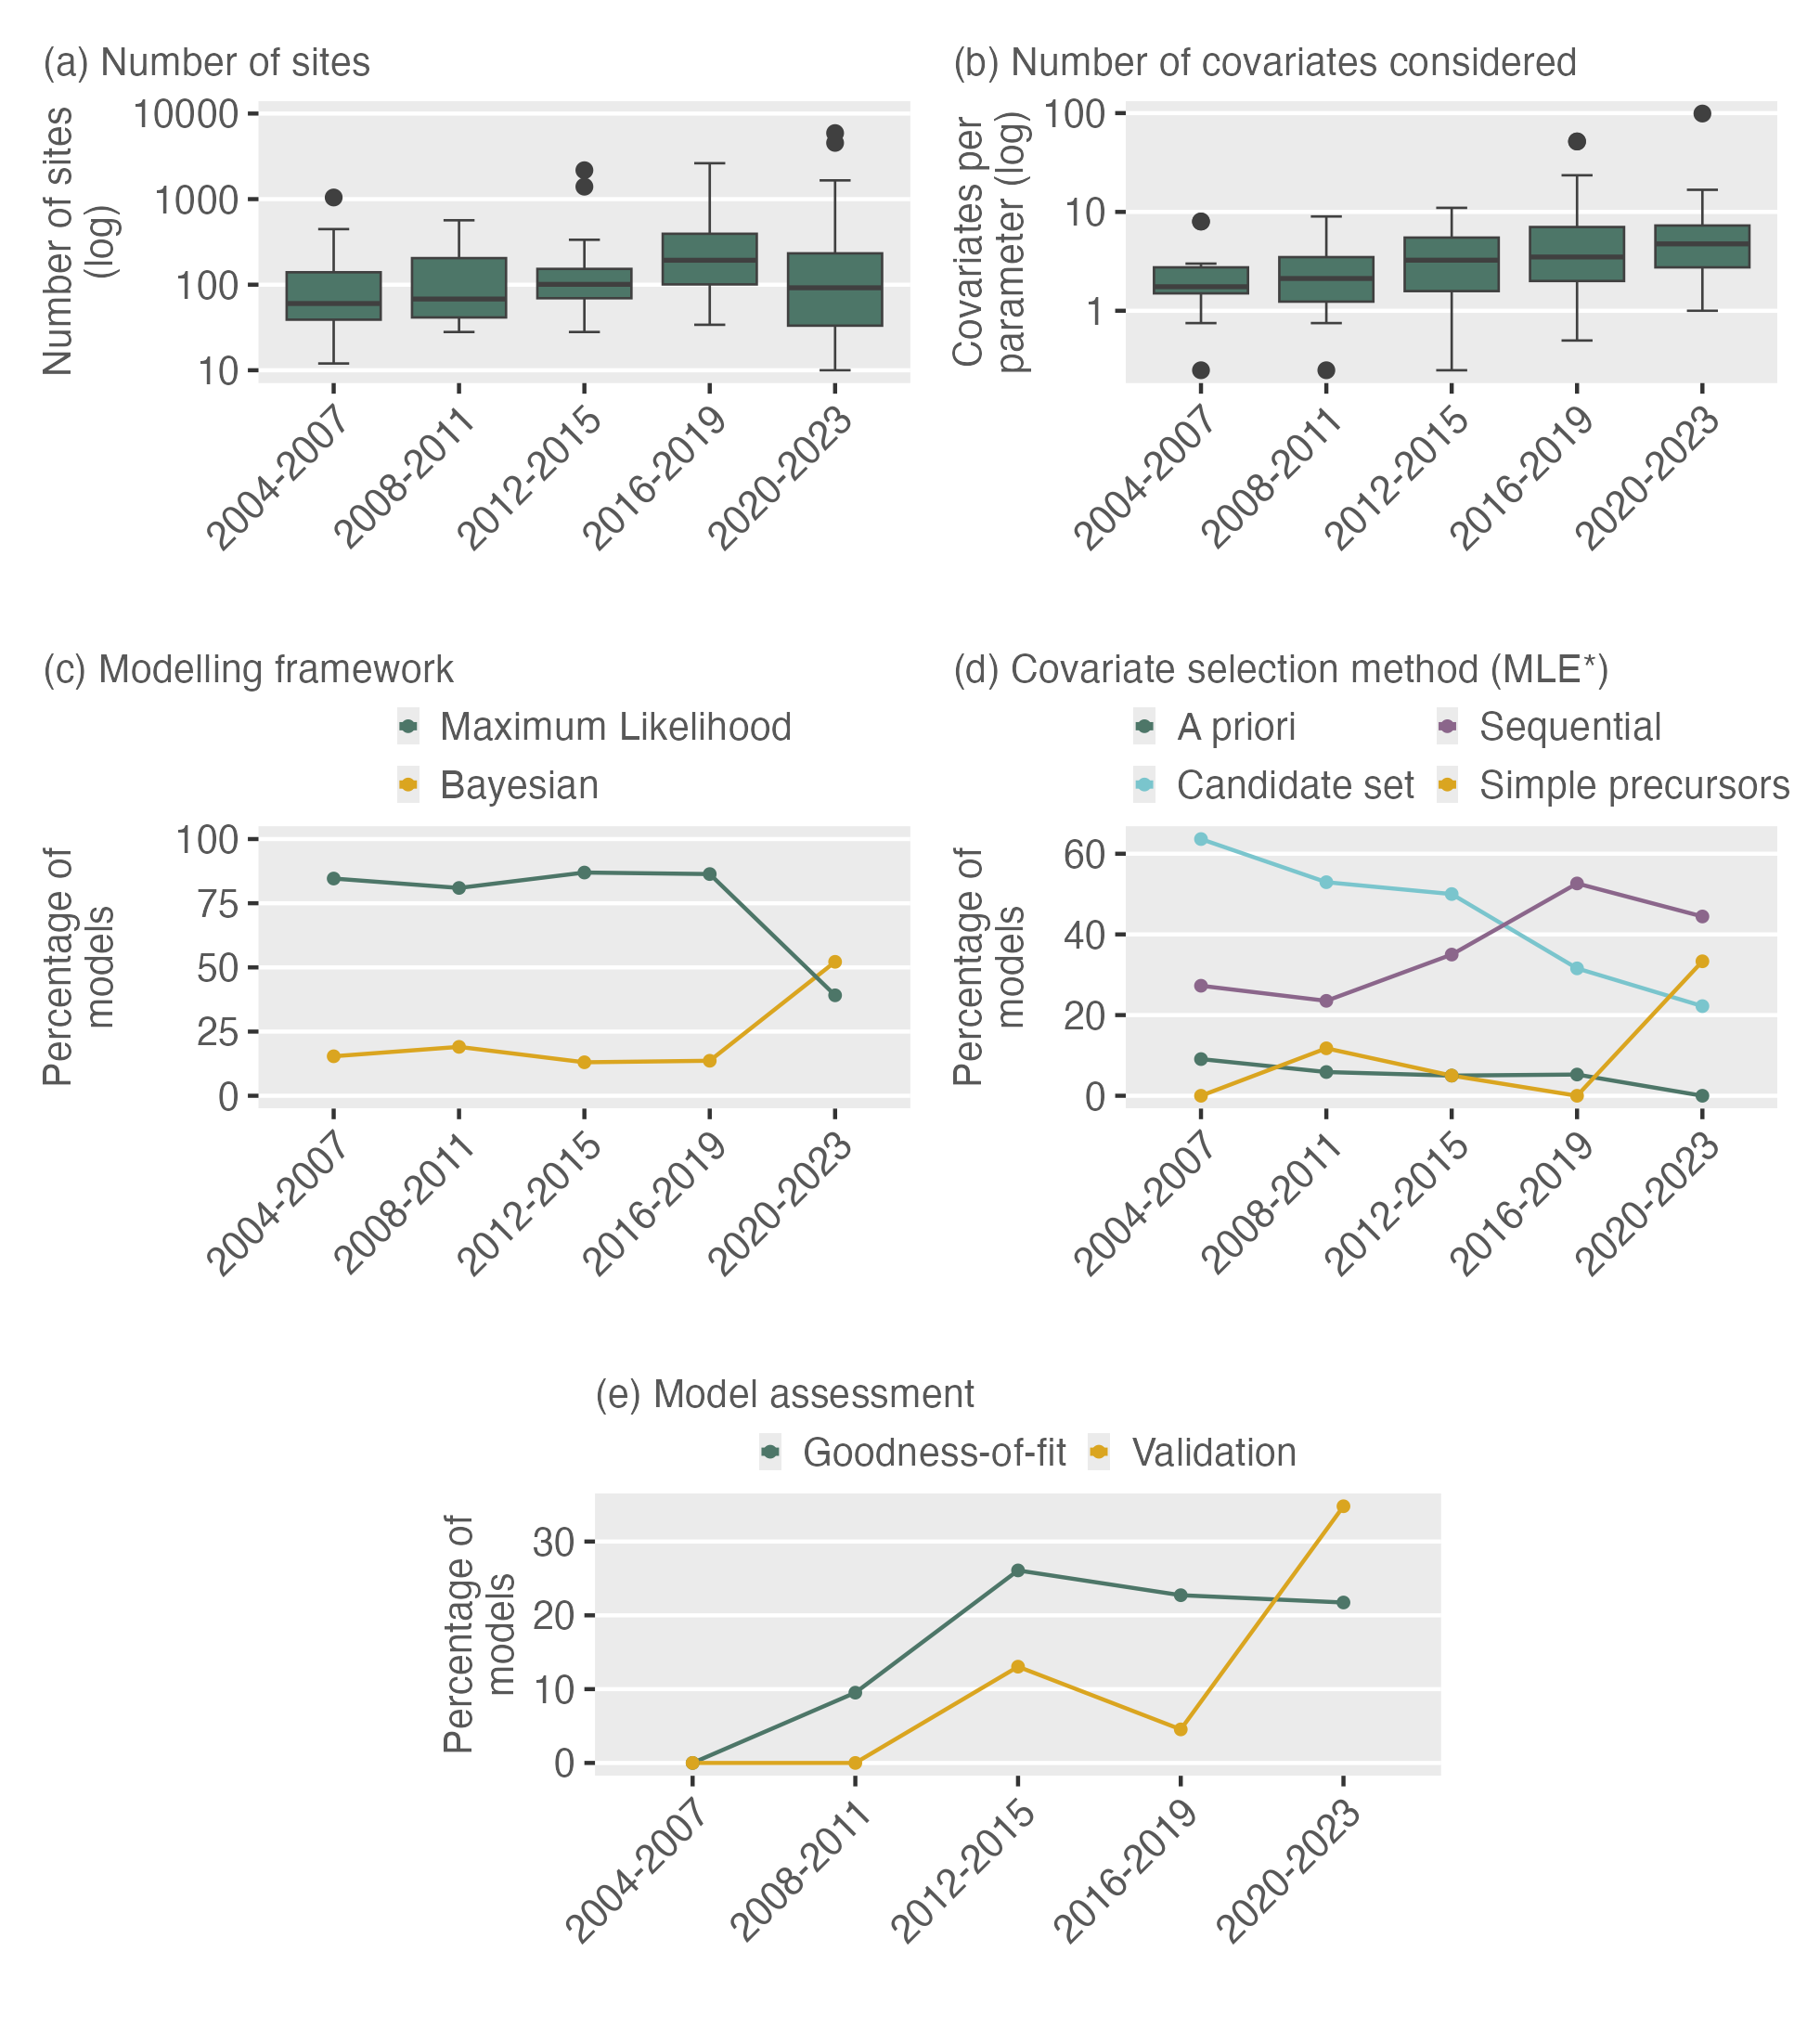 (a) Number of sites
Number of sites
(log)
10000
1000
100
10
2004-2007
2008-2011
2012-2015
2016-2019
2020-2023
(b) Number of covariates considered
Covariates per
parameter (log)
100
10
1
2004-2007
2008-2011
2012-2015
2016-2019
2020-2023
(c) Modelling framework
Maximum Likelihood
Bayesian
Percentage of
models
100
75
50
25
0
2004-2007
2008-2011
2012-2015
2016-2019
2020-2023
(d) Covariate selection method (MLE*)
A priori
Sequential
Candidate set
Simple precursors
Percentage of
models
60
40
20
0
2004-2007
2008-2011
2012-2015
2016-2019
2020-2023
(e) Model assessment
Goodness-of-fit
Validation
Percentage of
models
30
20
10
0
2004-2007
2008-2011
2012-2015
2016-2019
2020-2023